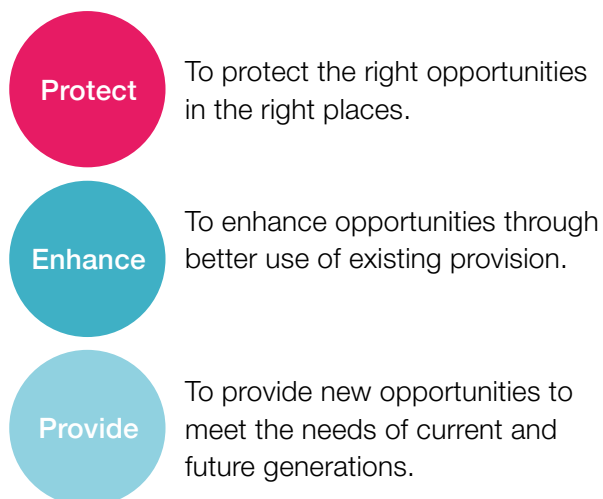 Protect
To protect the right opportunities
in the right places.
Enhance
To enhance opportunities through
better use of existing provision.
Provide
To provide new opportunities to
meet the needs of current and
future generations.